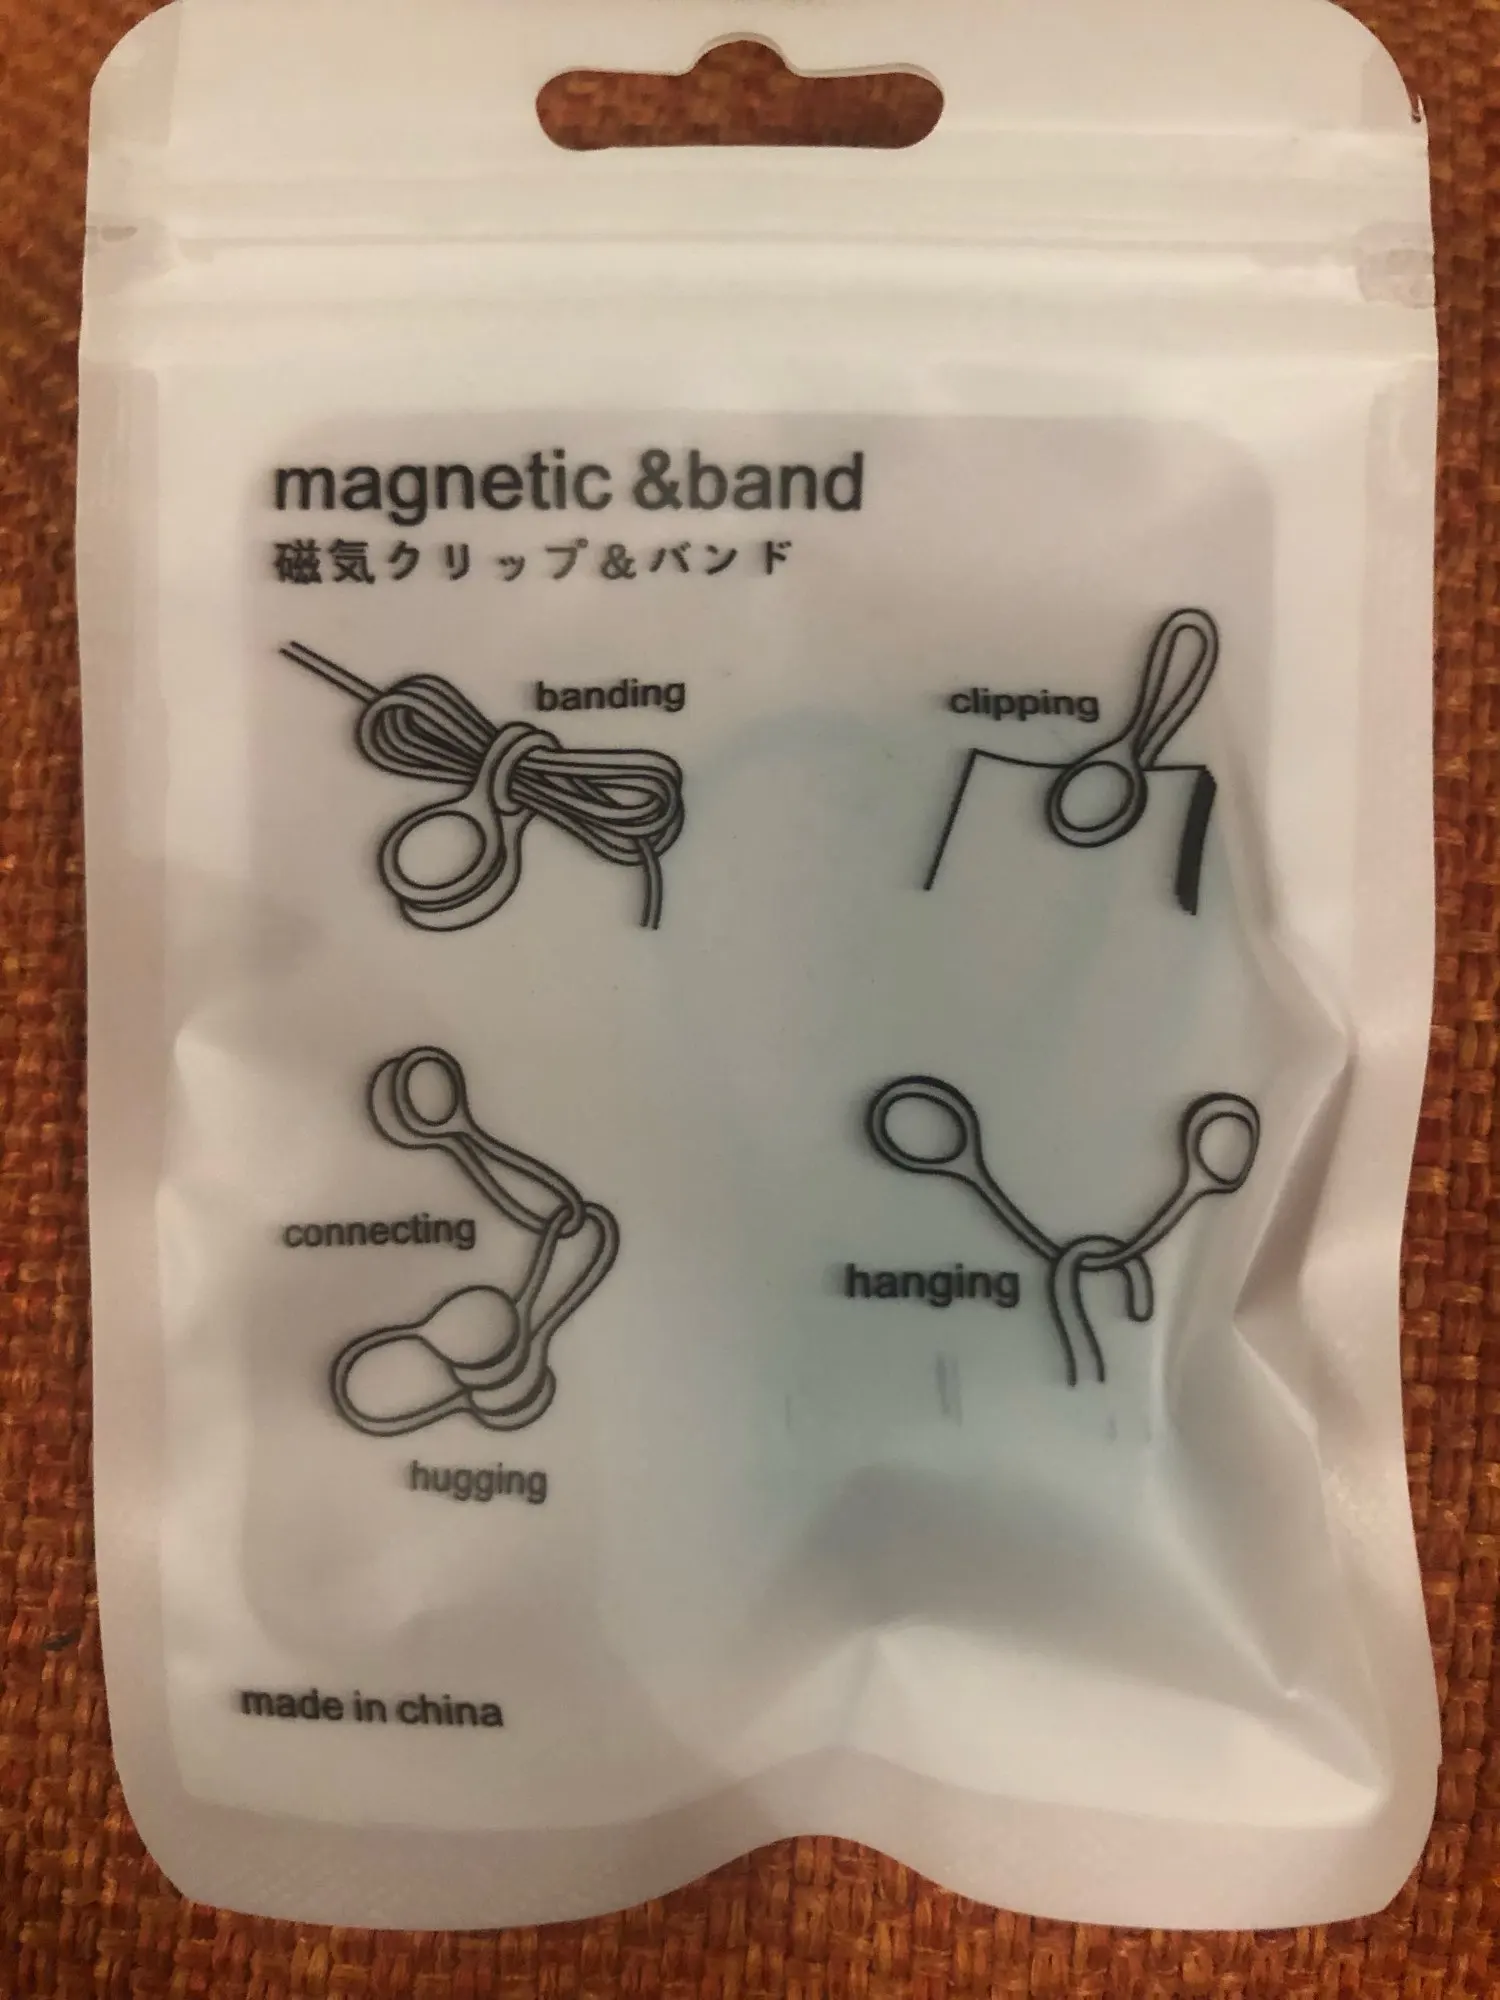 magnetic &band
磁気クリップ&バンド
banding
clipping
connecting
hanging
hugging
made in china